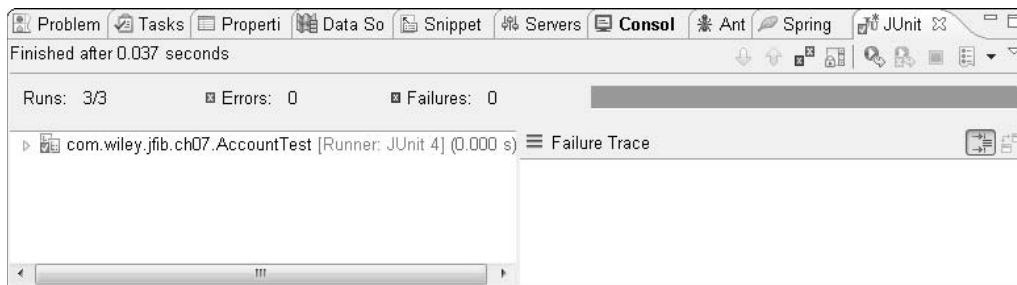 Problem Tasks Properti Data So Snippet Servers Consol Ant Spring JUnit
Finished after 0.037 seconds
Runs: 3/3 Errors: 0 Failures: 0
com.wiley.jfib.ch07.AccountTest [Runner: JUnit 4] (0.000 s) Failure Trace